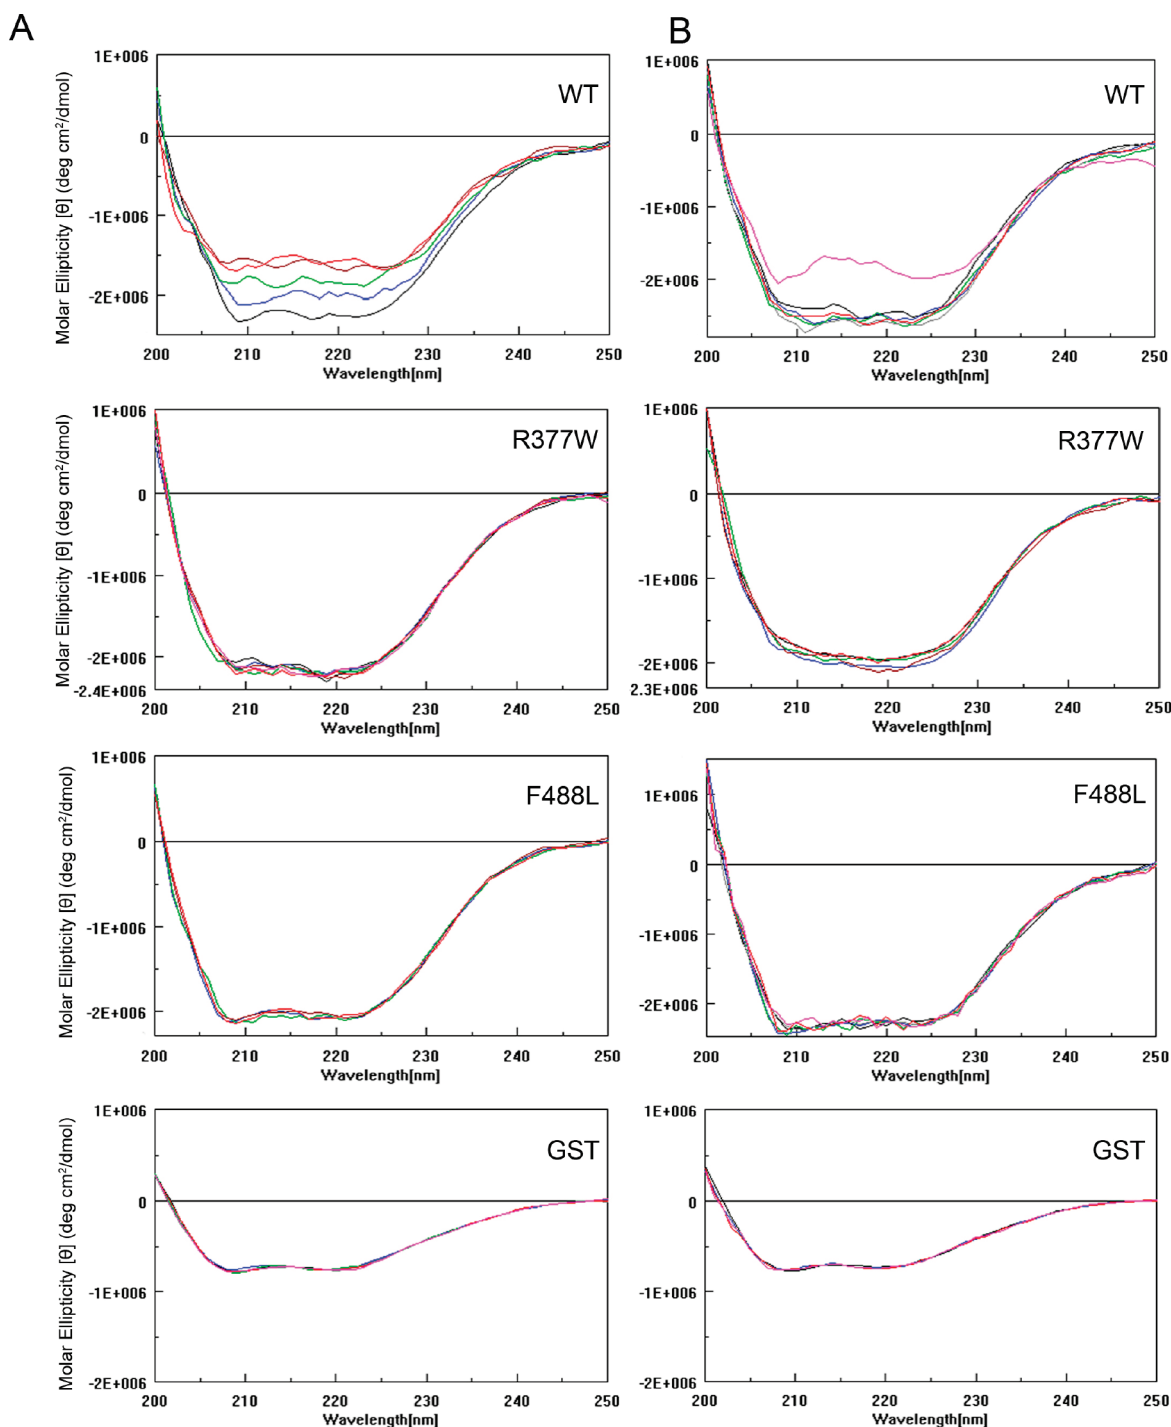 A
B
Molar Ellipticity [θ] (deg cm²/dmol)
1E+006
0
-1E+006
-2E+006
WT
200 210 220 230 240 250
Wavelength[nm]
1E+006
0
-1E+006
-2E+006
WT
200 210 220 230 240 250
Wavelength[nm]
Molar Ellipticity [θ] (deg cm²/dmol)
1E+006
0
-1E+006
-2E+006
-2.4E+006
R377W
200 210 220 230 240 250
Wavelength[nm]
1E+006
0
-1E+006
-2E+006
2.3E+006
R377W
200 210 220 230 240 250
Wavelength[nm]
Molar Ellipticity [θ] (deg cm²/dmol)
1E+006
0
-1E+006
-2E+006
F488L
200 210 220 230 240 250
Wavelength[nm]
1E+006
0
-1E+006
-2E+006
F488L
200 210 220 230 240 250
Wavelength[nm]
Molar Ellipticity [θ] (deg cm²/dmol)
1E+006
0
-1E+006
-2E+006
GST
200 210 220 230 240 250
Wavelength[nm]
1E+006
0
-1E+006
-2E+006
GST
200 210 220 230 240 250
Wavelength[nm]